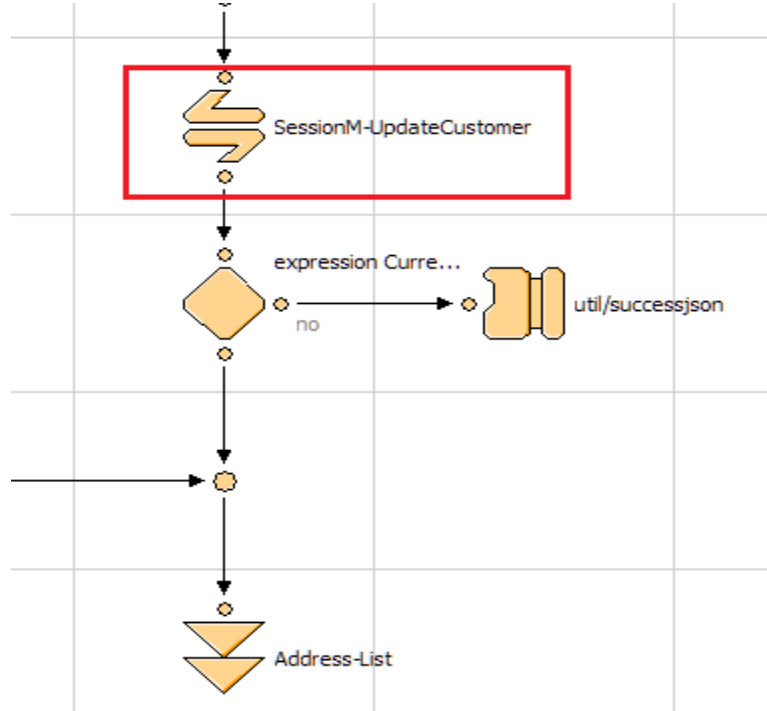 SessionM-UpdateCustomer
expression Curre...
no
util/successjson
Address-List